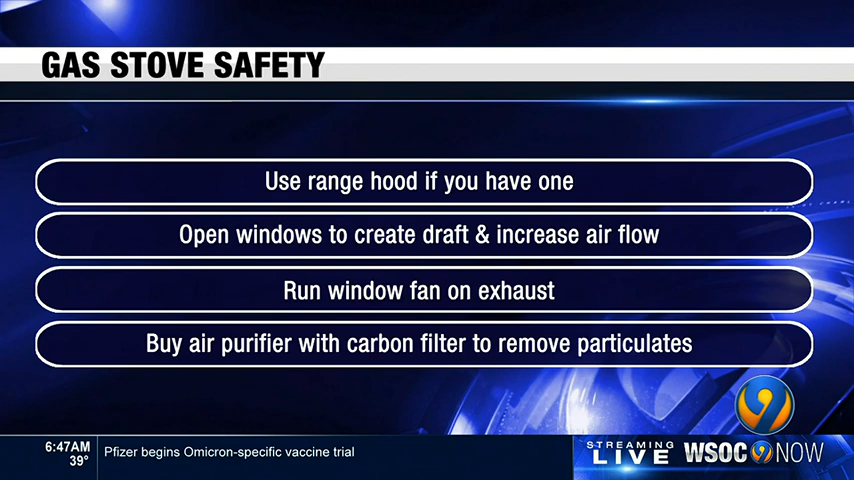 GAS STOVE SAFETY
Use range hood if you have one
Open windows to create draft & increase air flow
Run window fan on exhaust
Buy air purifier with carbon filter to remove particulates
9
6:47AM
39°
Pfizer begins Omicron-specific vaccine trial
STREAMING
LIVE
WSOC 9 NOW